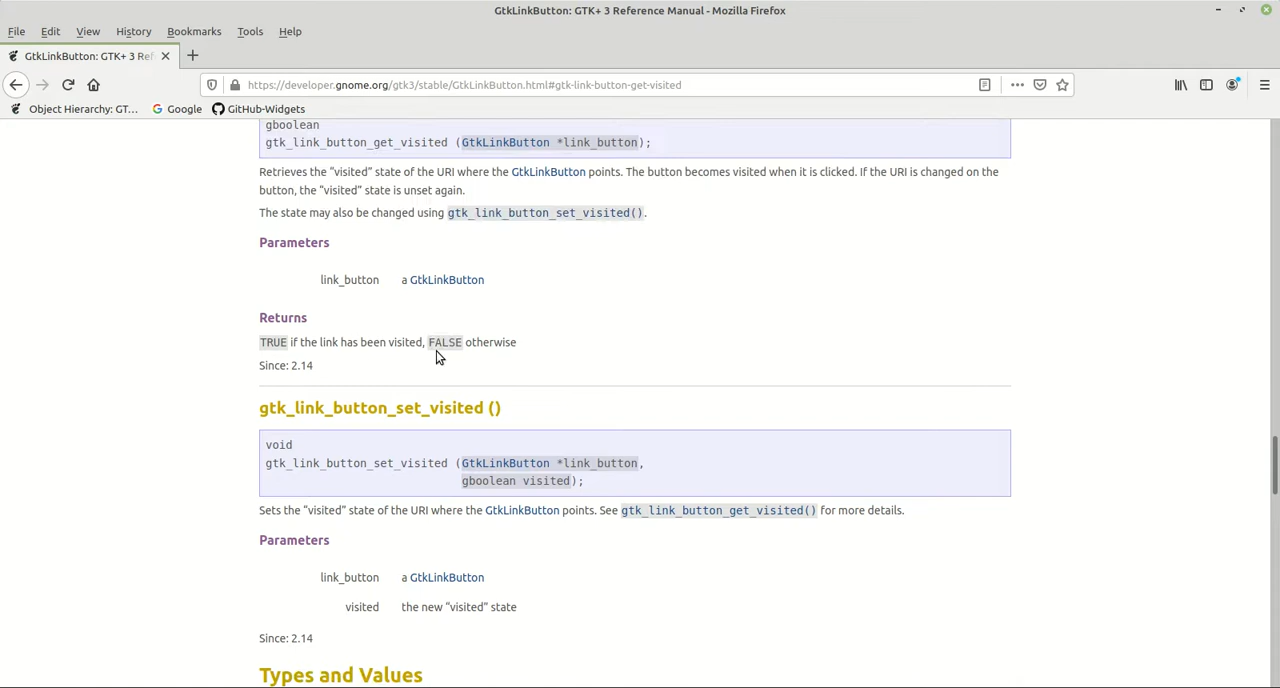 GtkLinkButton: GTK+ 3 Reference Manual - Mozilla Firefox
File Edit View History Bookmarks Tools Help
GtkLinkButton: GTK+ 3 Ref
https://developer.gnome.org/gtk3/stable/GtkLinkButton.html#gtk-link-button-get-visited
Object Hierarchy: GT… Google GitHub-Widgets
gboolean
gtk_link_button_get_visited (GtkLinkButton *link_button);
Retrieves the “visited” state of the URI where the GtkLinkButton points. The button becomes visited when it is clicked. If the URI is changed on the
button, the “visited” state is unset again.
The state may also be changed using gtk_link_button_set_visited().
Parameters
link_button a GtkLinkButton
Returns
TRUE if the link has been visited, FALSE otherwise
Since: 2.14
gtk_link_button_set_visited ()
void
gtk_link_button_set_visited (GtkLinkButton *link_button,
gboolean visited);
Sets the “visited” state of the URI where the GtkLinkButton points. See gtk_link_button_get_visited() for more details.
Parameters
link_button a GtkLinkButton
visited the new “visited” state
Since: 2.14
Types and Values